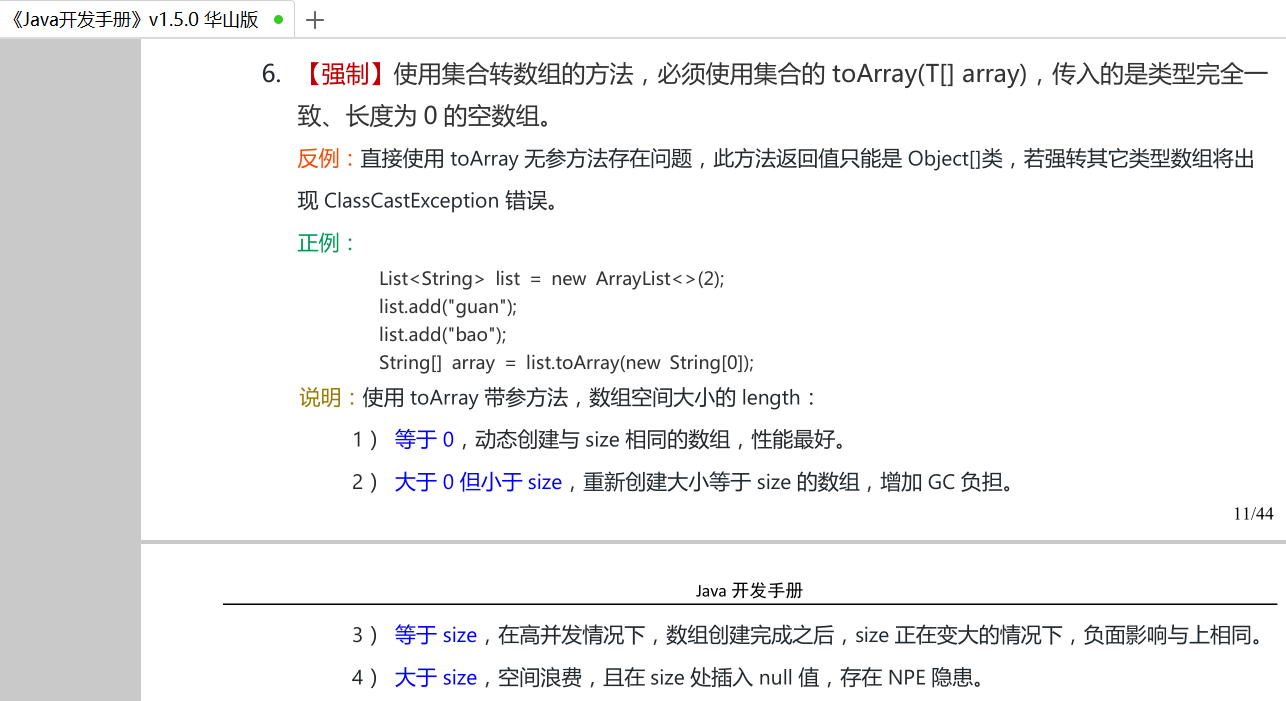 《Java开发手册》v1.5.0 华山版
6. 【强制】使用集合转数组的方法，必须使用集合的 toArray(T[] array)，传入的是类型完全一
致、长度为 0 的空数组。
反例：直接使用 toArray 无参方法存在问题，此方法返回值只能是 Object[]类，若强转其它类型数组将出
现 ClassCastException 错误。
正例：
List<String> list = new ArrayList<>(2);
list.add("guan");
list.add("bao");
String[] array = list.toArray(new String[0]);
说明：使用 toArray 带参方法，数组空间大小的 length：
1） 等于 0，动态创建与 size 相同的数组，性能最好。
2） 大于 0 但小于 size，重新创建大小等于 size 的数组，增加 GC 负担。
11/44
Java 开发手册
3） 等于 size，在高并发情况下，数组创建完成之后，size 正在变大的情况下，负面影响与上相同。
4） 大于 size，空间浪费，且在 size 处插入 null 值，存在 NPE 隐患。